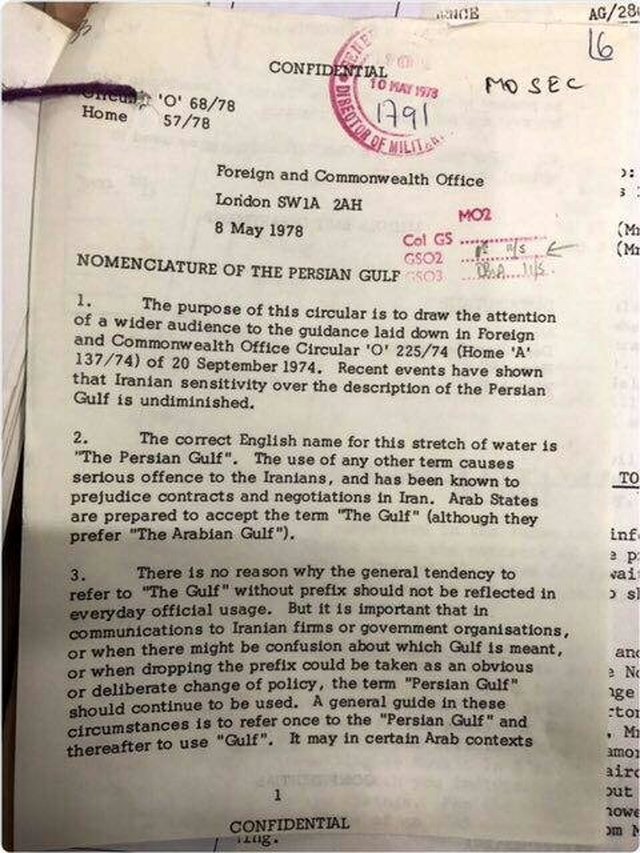 AG/28
16
CONFIDENTIAL
10 MAY 1978
1791
DIRECTOR OF
MO SEC
'O' 68/78
Home 57/78
Foreign and Commonwealth Office
London SW1A 2AH
8 May 1978
MO2
Col GS
GSO2
GSO3
NOMENCLATURE OF THE PERSIAN GULF
1. The purpose of this circular is to draw the attention
of a wider audience to the guidance laid down in Foreign
and Commonwealth Office Circular 'O' 225/74 (Home 'A'
137/74) of 20 September 1974. Recent events have shown
that Iranian sensitivity over the description of the Persian
Gulf is undiminished.
2. The correct English name for this stretch of water is
"The Persian Gulf". The use of any other term causes
serious offence to the Iranians, and has been known to
prejudice contracts and negotiations in Iran. Arab States
are prepared to accept the term "The Gulf" (although they
prefer "The Arabian Gulf").
3. There is no reason why the general tendency to
refer to "The Gulf" without prefix should not be reflected in
everyday official usage. But it is important that in
communications to Iranian firms or government organisations,
or when there might be confusion about which Gulf is meant,
or when dropping the prefix could be taken as an obvious
or deliberate change of policy, the term "Persian Gulf"
should continue to be used. A general guide in these
circumstances is to refer once to the "Persian Gulf" and
thereafter to use "Gulf". It may in certain Arab contexts
1
CONFIDENTIAL